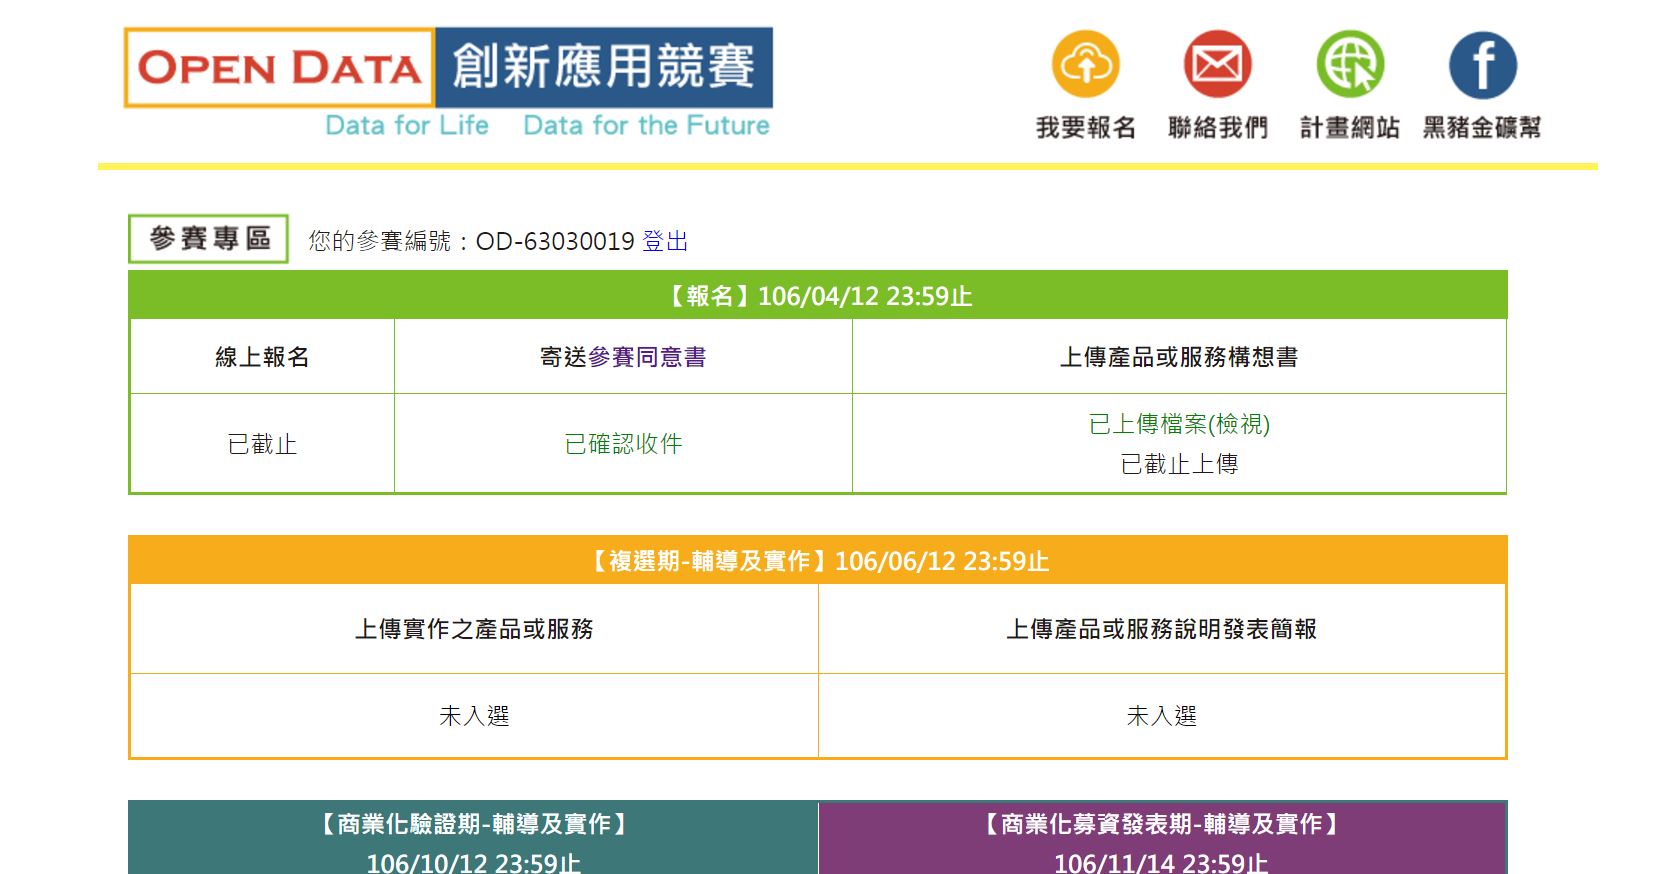 OPEN DATA 創新應用競賽
Data for Life Data for the Future
我要報名 聯絡我們 計畫網站 黑豬金礦幫
參賽專區 您的參賽編號：OD-63030019 登出
【報名】106/04/12 23:59止
線上報名 寄送參賽同意書 上傳產品或服務構想書
已截止 已確認收件 已上傳檔案(檢視)
已截止上傳
【複選期-輔導及實作】106/06/12 23:59止
上傳實作之產品或服務 上傳產品或服務說明發表簡報
未入選 未入選
【商業化驗證期-輔導及實作】 【商業化募資發表期-輔導及實作】
106/10/12 23:59止 106/11/14 23:59止